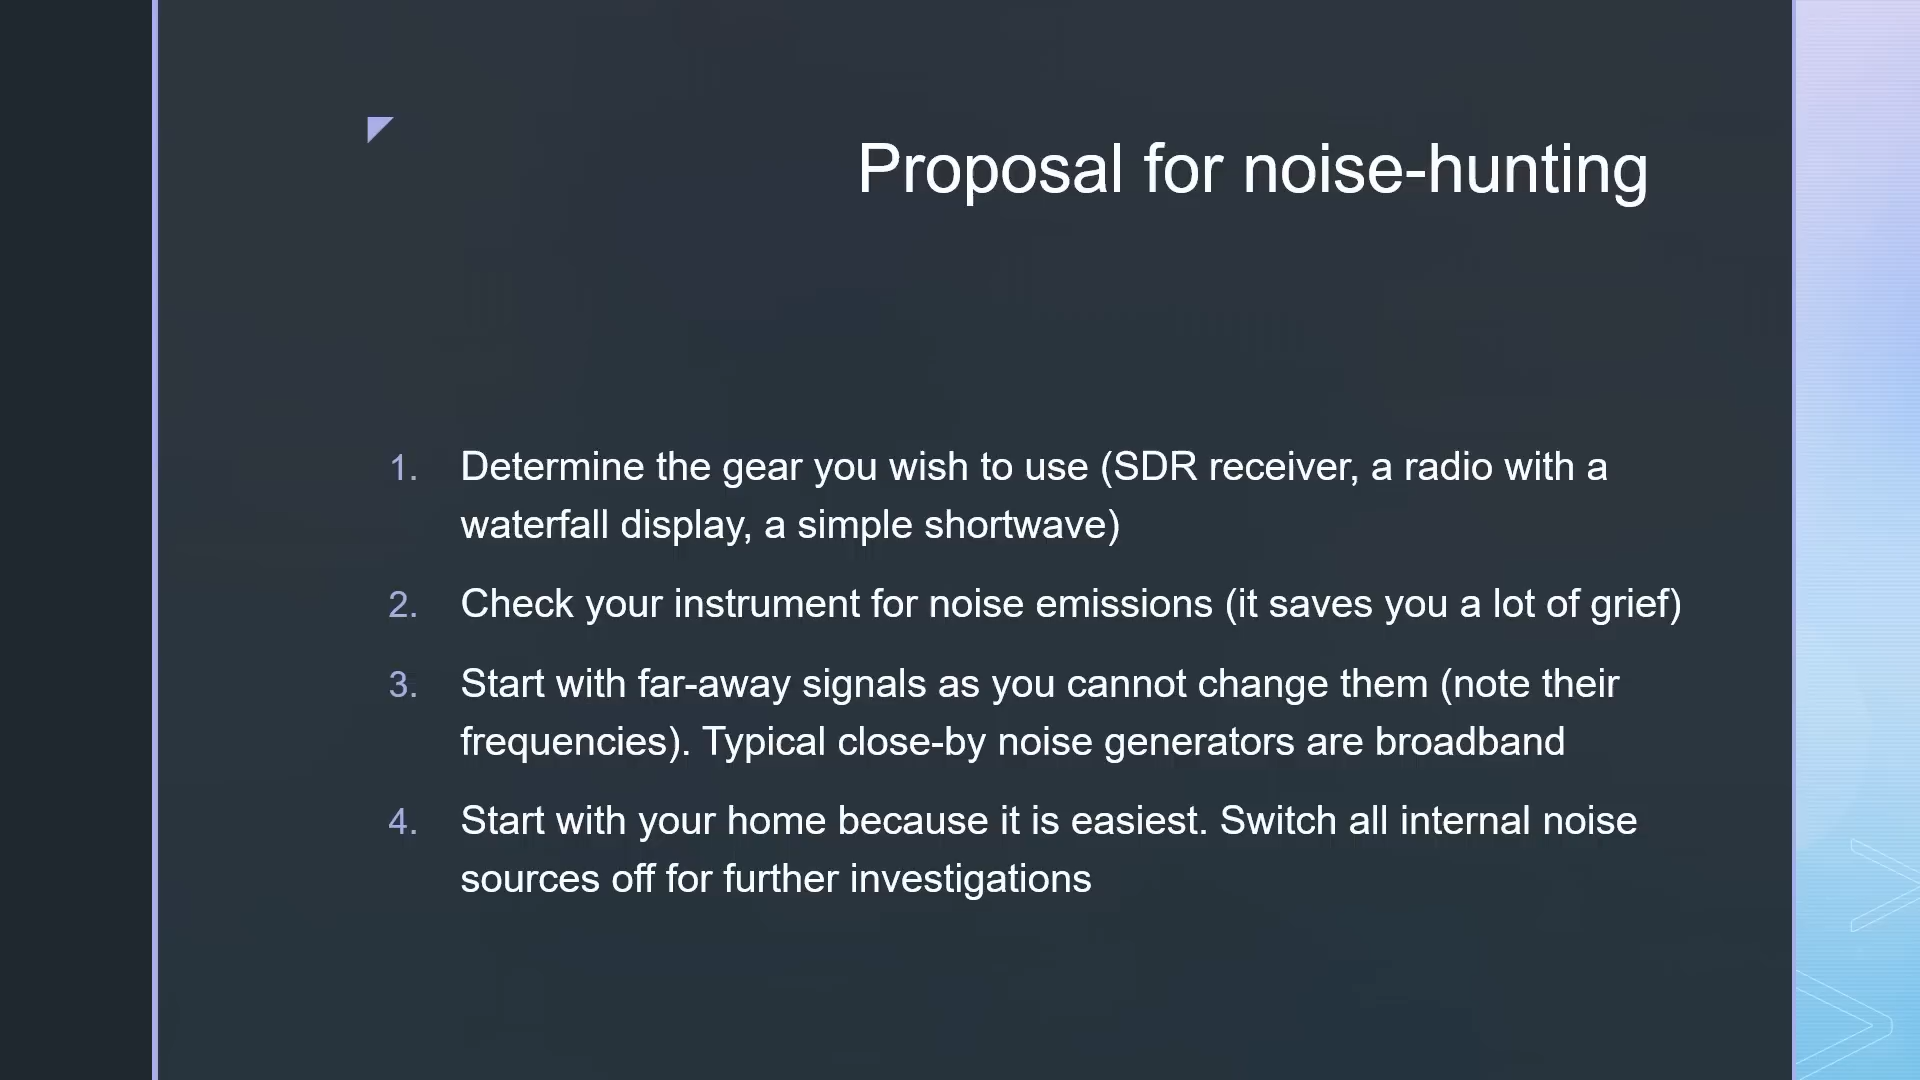 Proposal for noise-hunting
1. Determine the gear you wish to use (SDR receiver, a radio with a
waterfall display, a simple shortwave)
2. Check your instrument for noise emissions (it saves you a lot of grief)
3. Start with far-away signals as you cannot change them (note their
frequencies). Typical close-by noise generators are broadband
4. Start with your home because it is easiest. Switch all internal noise
sources off for further investigations